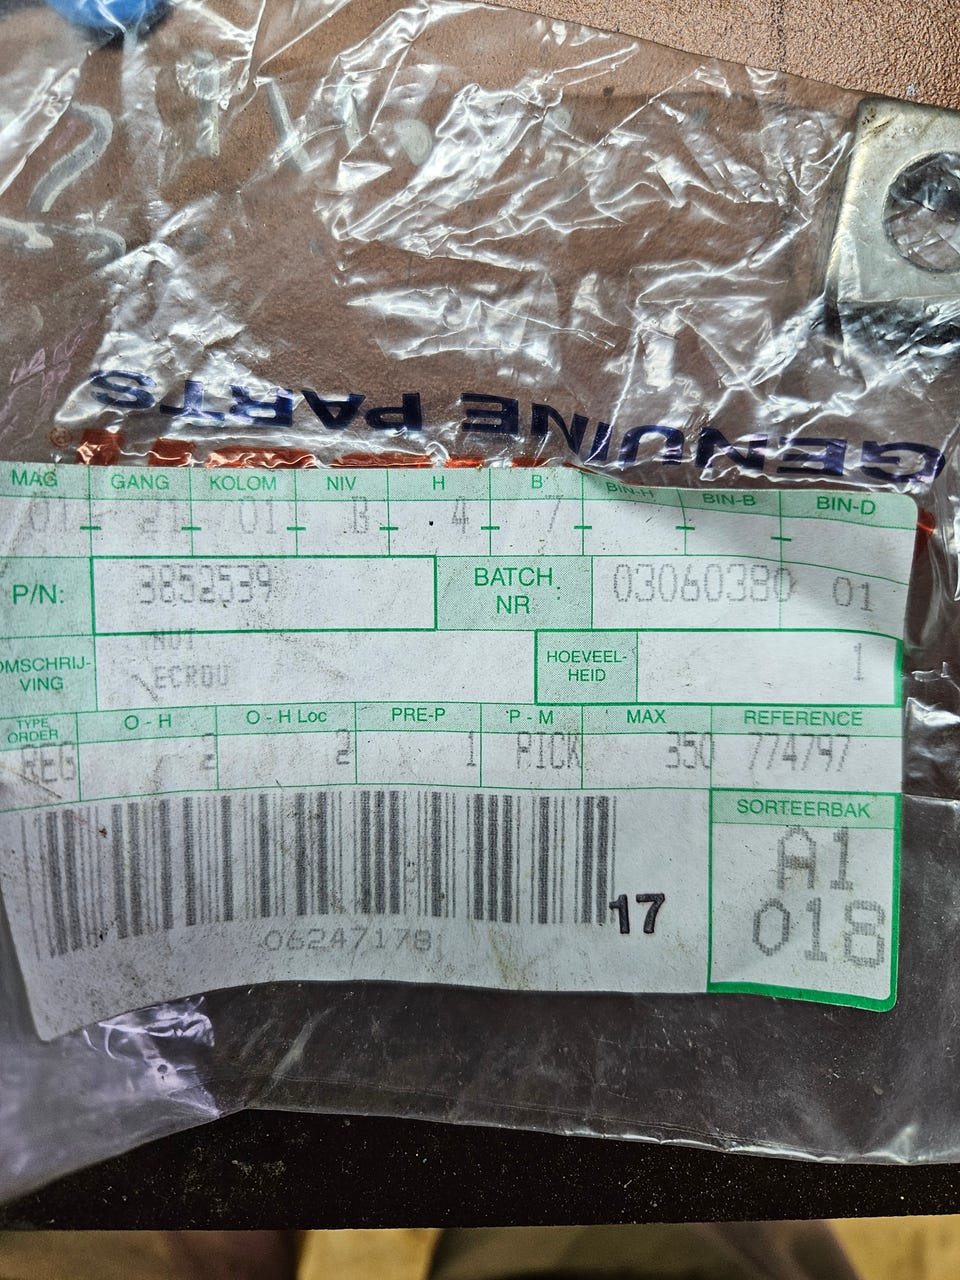 GENUINE PARTS
MAG GANG KOLOM NIV H B BIN-H BIN-B BIN-D
01 21 01 B 4 7
P/N: 3852539 BATCH NR : 03060380 01
OMSCHRIJ-VING NUT
ECROU
HOEVEEL-HEID 1
TYPE ORDER O - H O - H Loc PRE-P P - M MAX REFERENCE
REG 2 2 1 PICK 350 774797
SORTEERBAK
A1
018
17
06247178